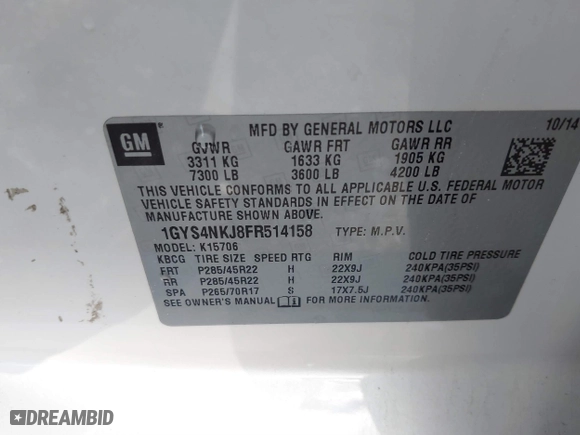 GM
MFD BY GENERAL MOTORS LLC 10/14
GVWR GAWR FRT GAWR RR
3311 KG 1633 KG 1905 KG
7300 LB 3600 LB 4200 LB
THIS VEHICLE CONFORMS TO ALL APPLICABLE U.S. FEDERAL MOTOR
VEHICLE SAFETY STANDARDS IN EFFECT ON THE DATE OF
MANUFACTURE SHOWN ABOVE.
1GYS4NKJ8FR514158 TYPE: M.P.V.
MODEL: K15706
KBCG TIRE SIZE SPEED RTG RIM COLD TIRE PRESSURE
FRT P285/45R22 H 22X9J 240KPA(35PSI)
RR P285/45R22 H 22X9J 240KPA(35PSI)
SPA P265/70R17 S 17X7.5J 240KPA(35PSI)
SEE OWNER'S MANUAL FOR MORE INFORMATION
DREAMBID